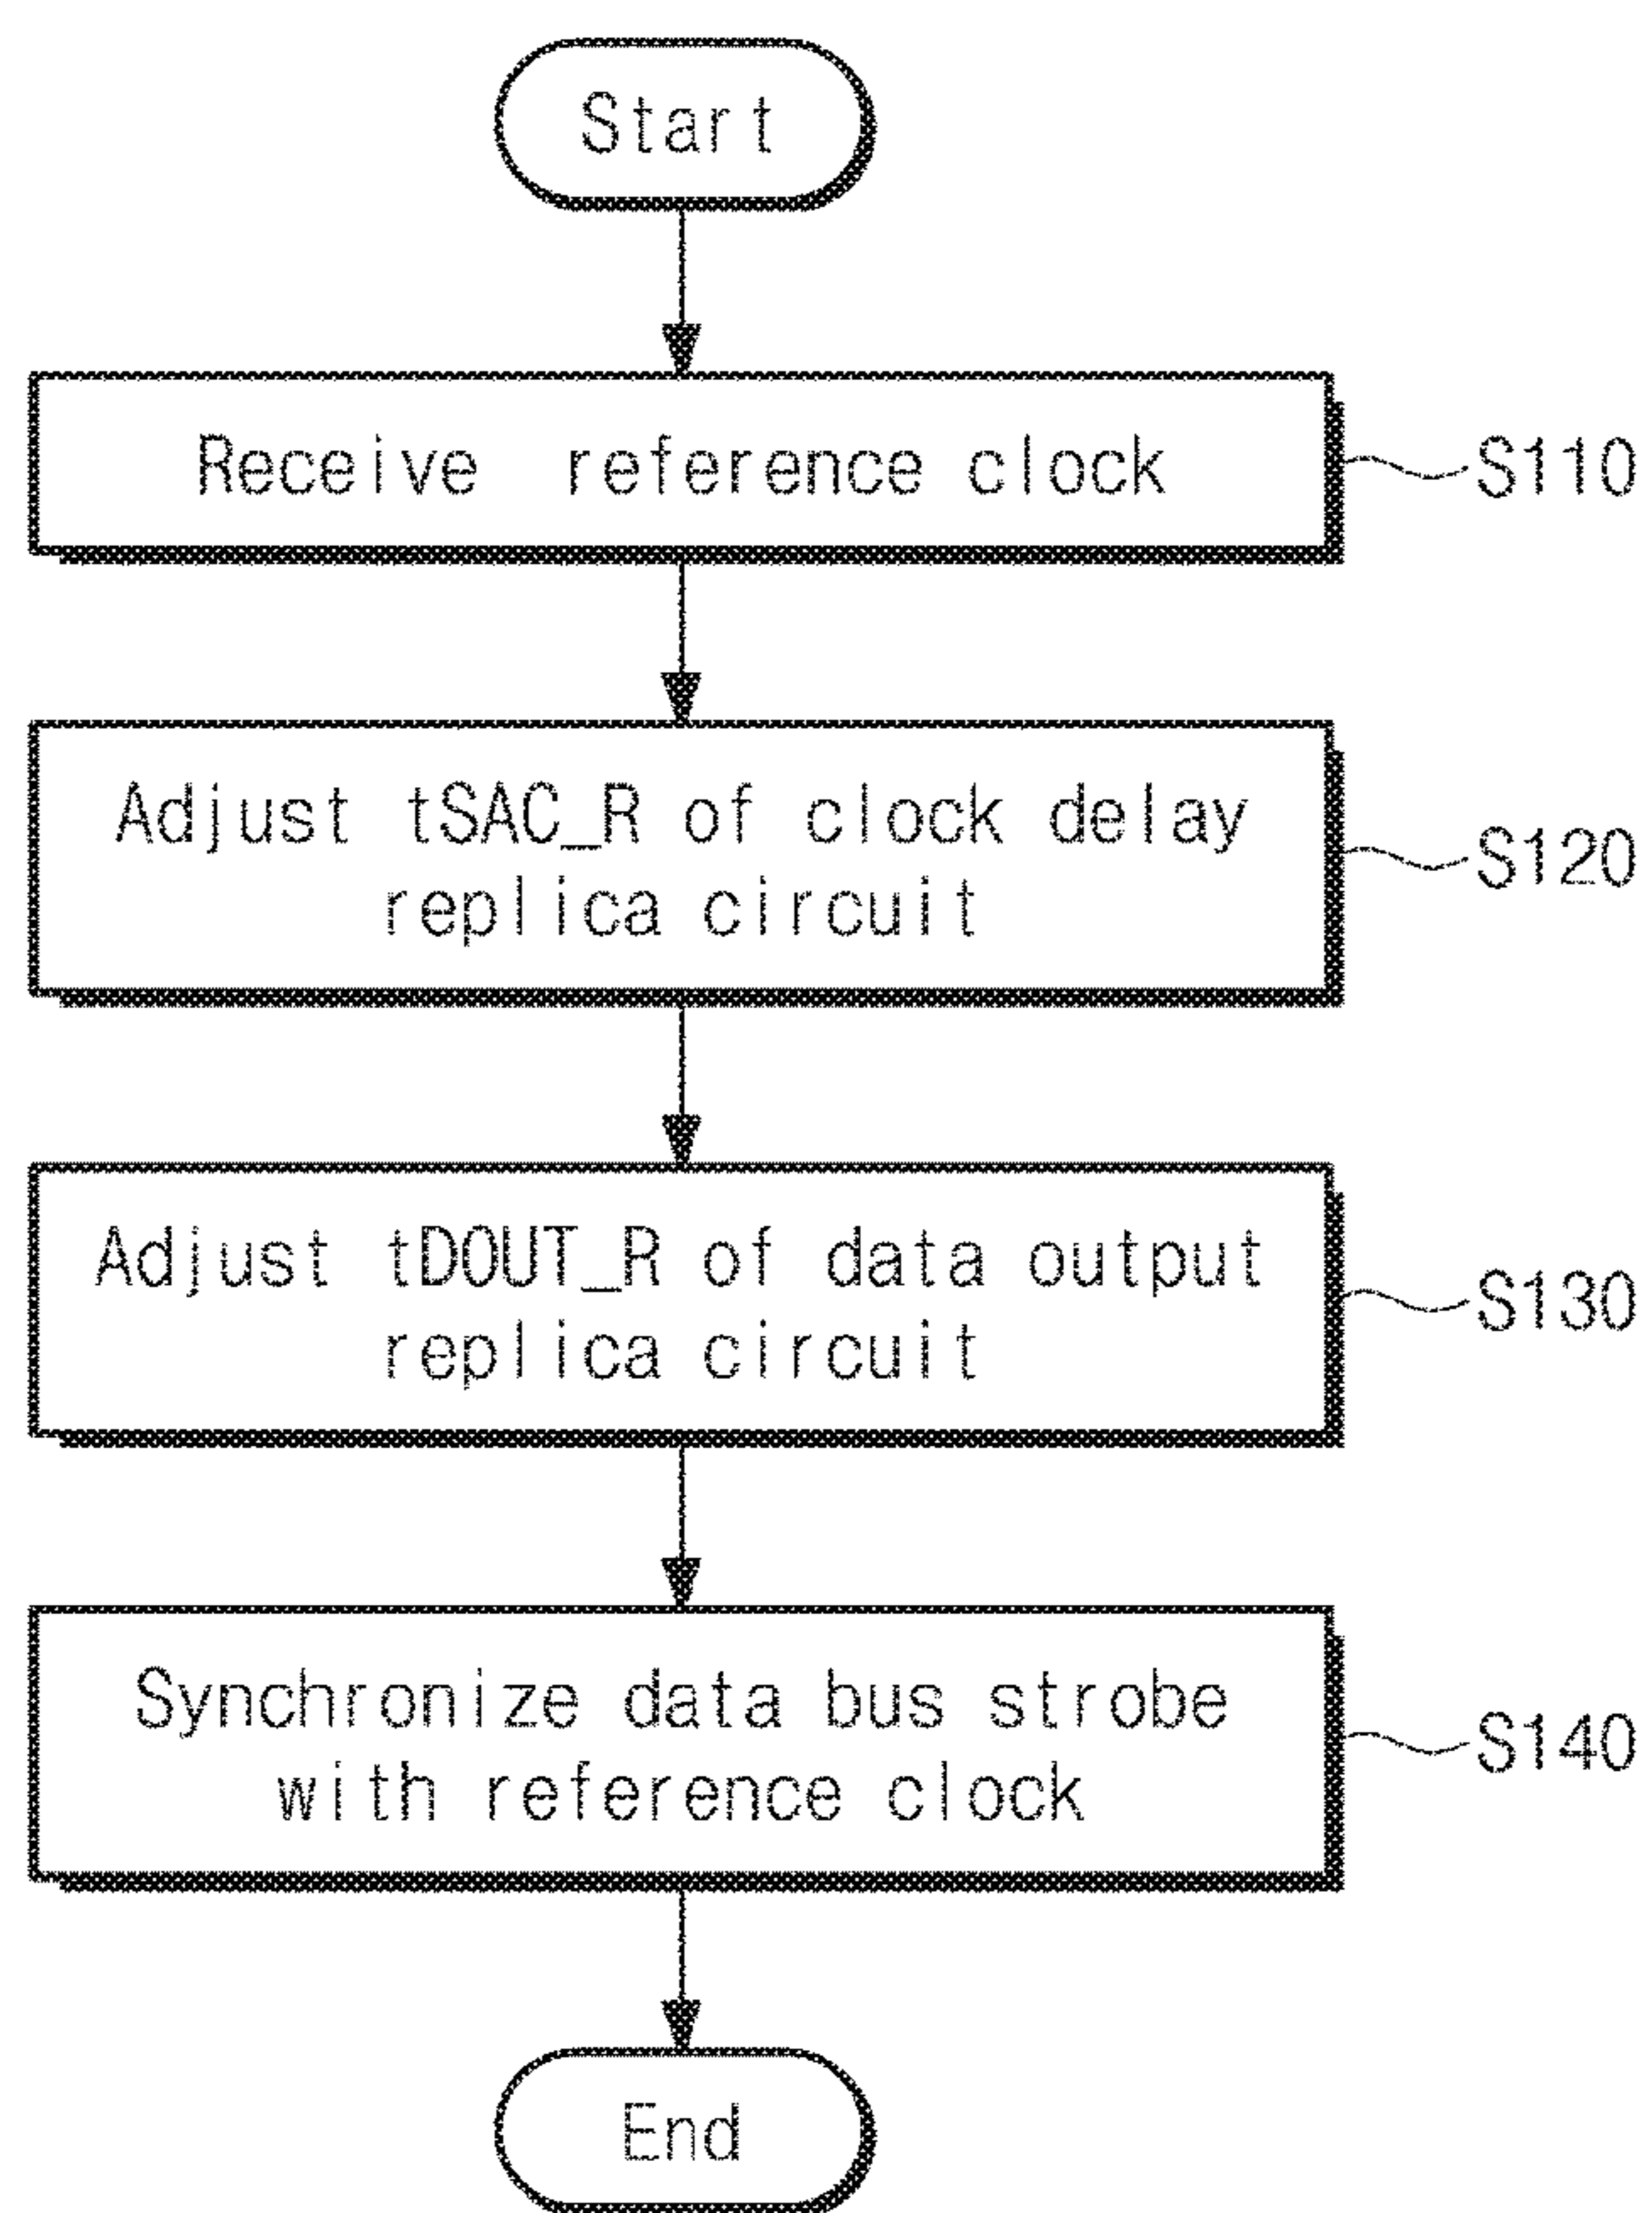 Start
Receive reference clock
S110
Adjust tSAC_R of clock delay
replica circuit
S120
Adjust tDOUT_R of data output
replica circuit
S130
Synchronize data bus strobe
with reference clock
S140
End